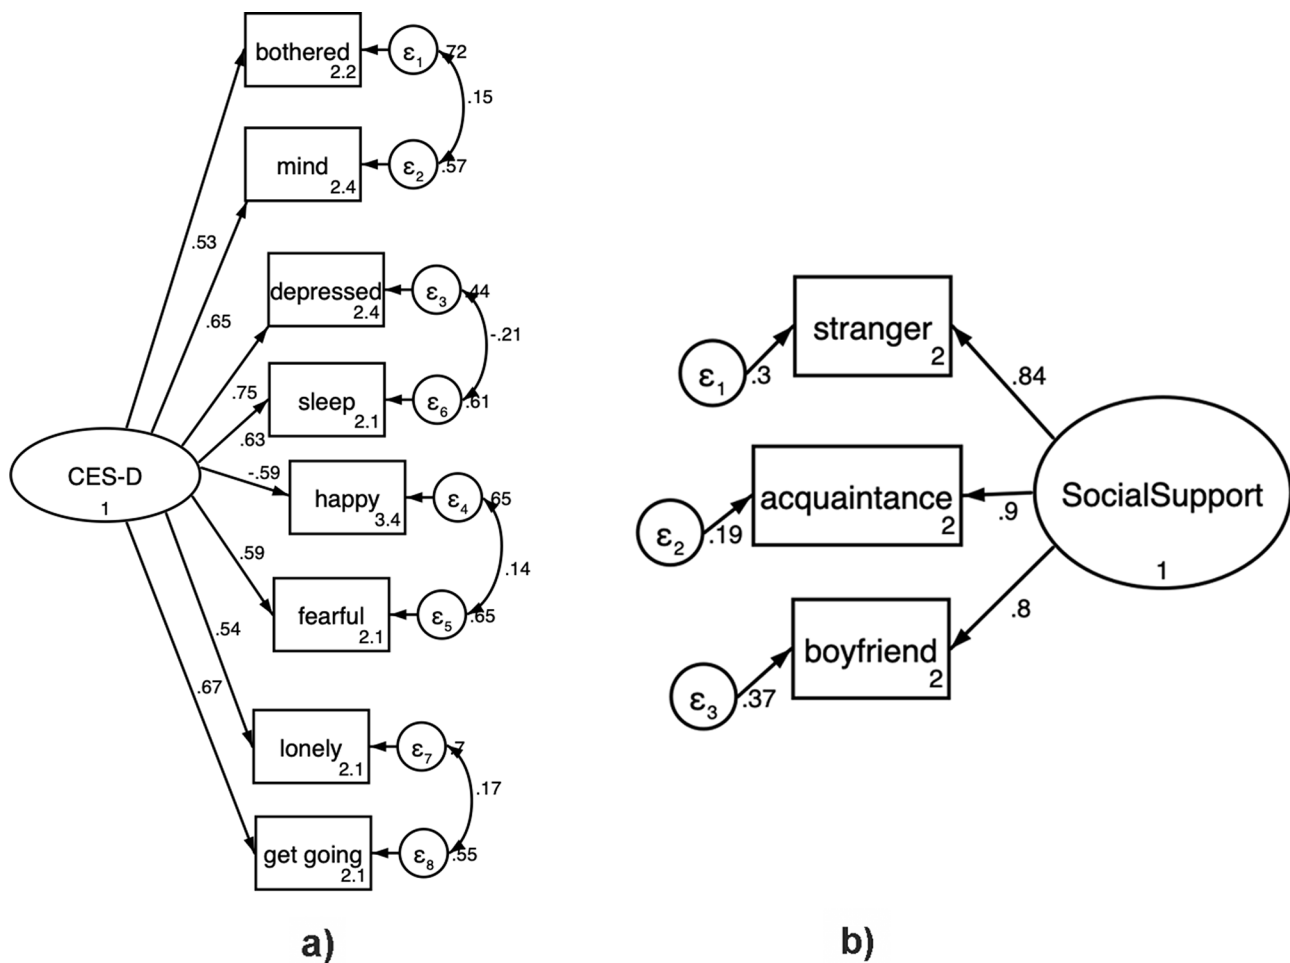 bothered
2.2
ε1
.72
.15
mind
2.4
ε2
.57
.53
.65
depressed
2.4
ε3
.44
-.21
.75
sleep
2.1
ε6
.61
.63
CES-D
1
-.59
happy
3.4
ε4
.65
.14
.59
fearful
2.1
ε5
.65
.54
.67
lonely
2.1
ε7
.7
.17
get going
2.1
ε8
.55
a)
stranger
2
ε1
.3
.84
acquaintance
2
ε2
.19
.9
SocialSupport
1
boyfriend
2
ε3
.37
.8
b)